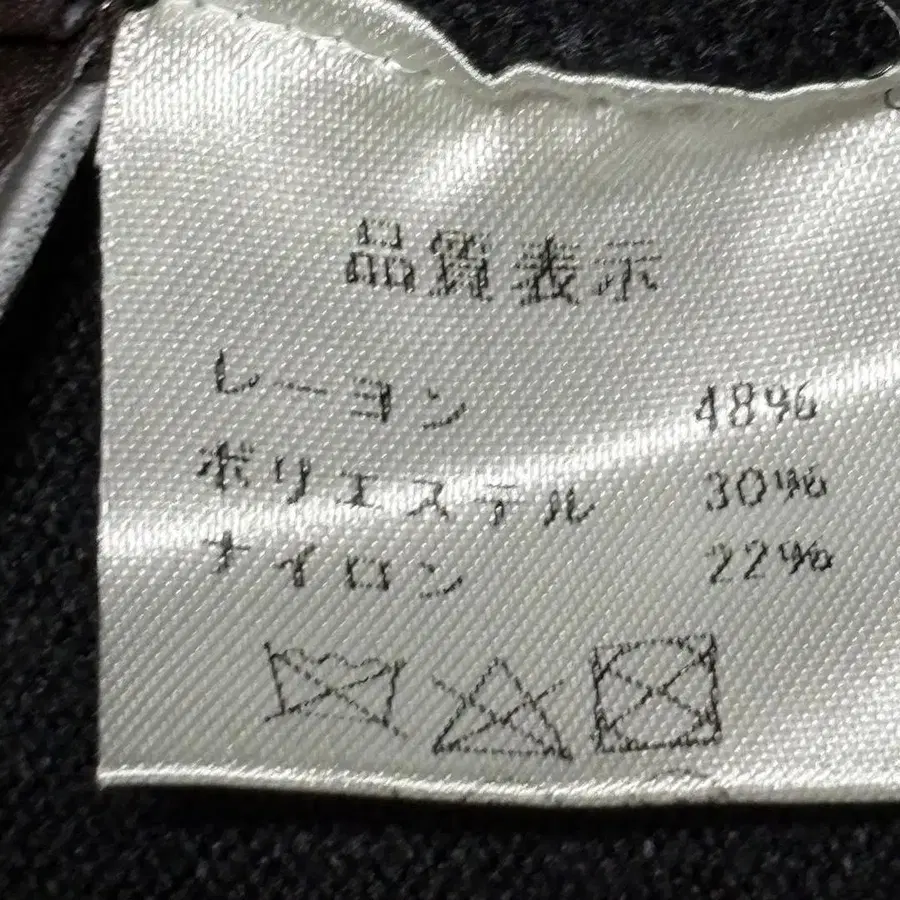 品質表示
レーヨン 48%
ポリエステル 30%
ナイロン 22%